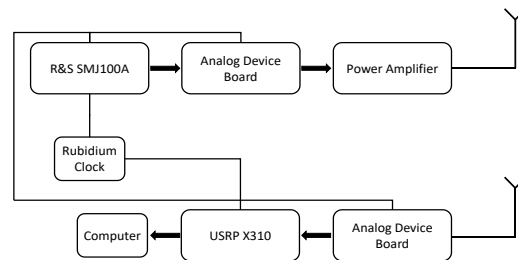 R&S SMJ100A
Analog Device
Board
Power Amplifier
Rubidium
Clock
Computer
USRP X310
Analog Device
Board